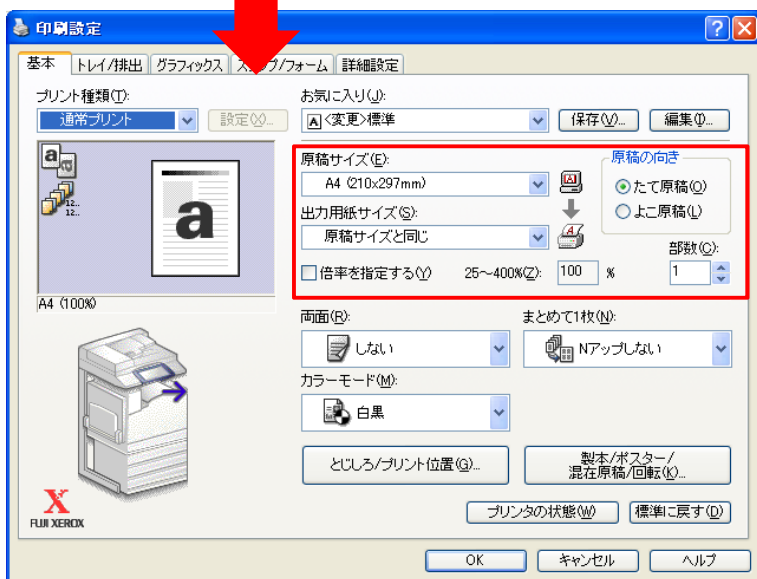 印刷設定
基本 トレイ/排出 グラフィックス /フォーム 詳細設定
プリント種類(T):
通常プリント 設定(X)...
お気に入り(J):
A <変更>標準 保存(V)... 編集(I)...
原稿サイズ(E):
A4 (210x297mm)
出力用紙サイズ(S):
原稿サイズと同じ
倍率を指定する(Y) 25～400%(Z): 100 %
原稿の向き
たて原稿(O)
よこ原稿(L)
部数(C):
1
a
a
12..
12..
A4 (100%)
両面(R):
しない
まとめて1枚(N):
Nアップしない
カラーモード(M):
白黒
とじしろ/プリント位置(G)...
製本/ポスター/
混在原稿/回転(K)...
X
FUJI XEROX
プリンタの状態(W) 標準に戻す(D)
OK キャンセル ヘルプ